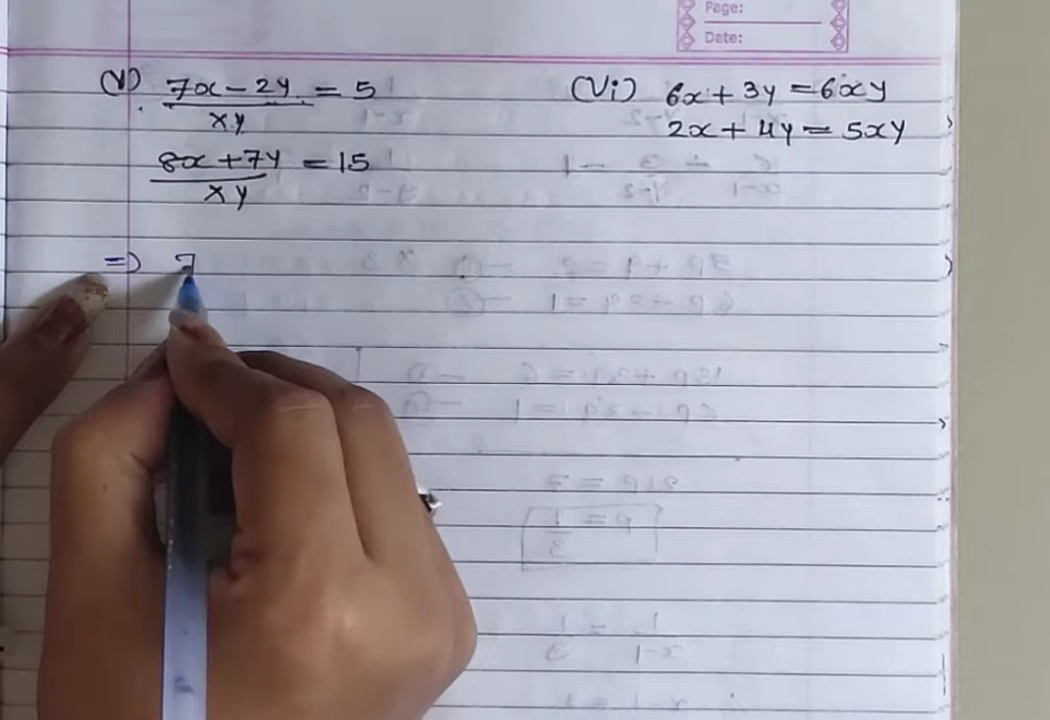 Page:
Date:
(V) 7x - 2y = 5
xy
8x + 7y = 15
xy
(Vi) 6x + 3y = 6xy
2x + 4y = 5xy
=) 7